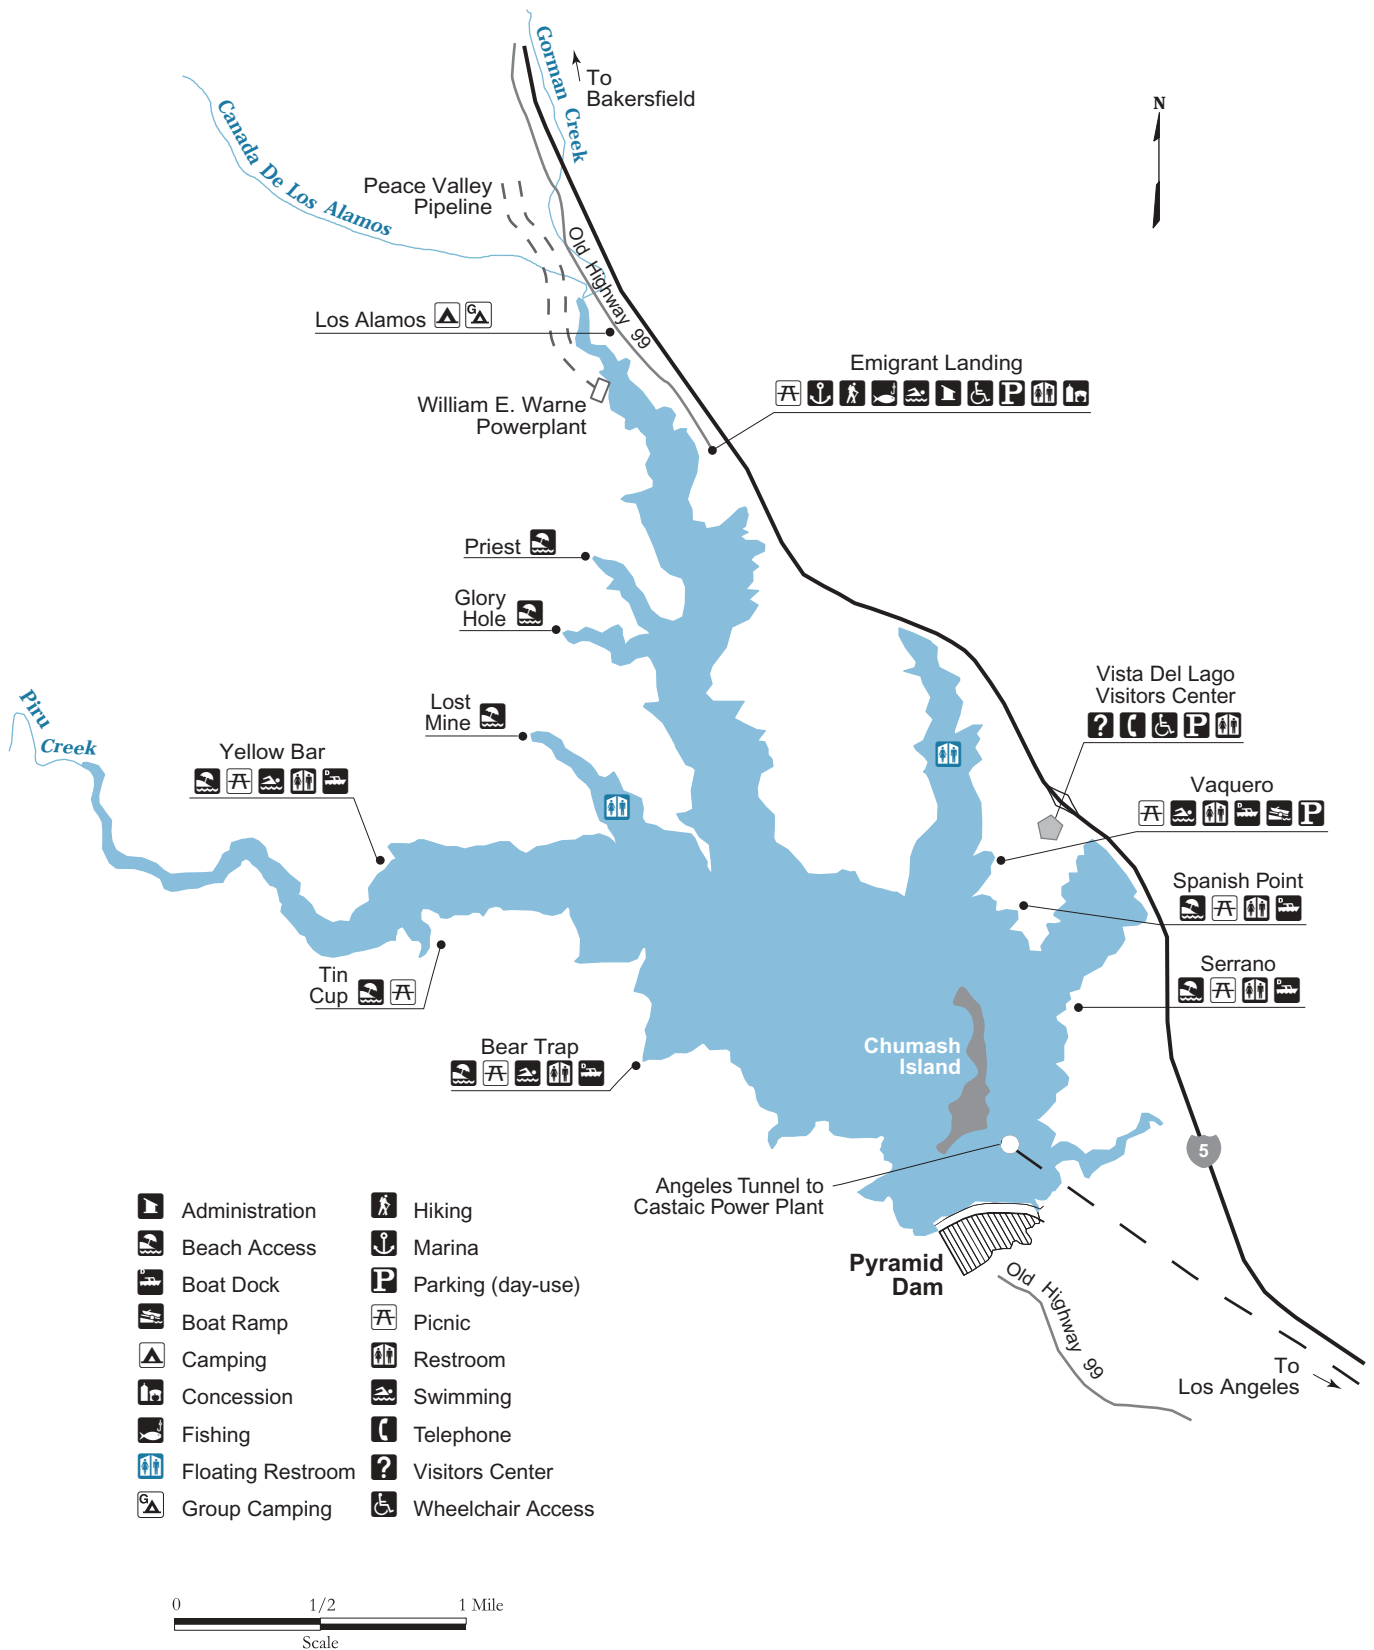 Gorman Creek
To
Bakersfield
N
Canada De Los Alamos
Peace Valley
Pipeline
Old Highway 99
Los Alamos
G
Emigrant Landing
P
William E. Warne
Powerplant
Priest
Glory
Hole
Lost
Mine
Vista Del Lago
Visitors Center
? P
Piru
Creek
Yellow Bar
D
Vaquero
D P
Spanish Point
D
Tin
Cup
Serrano
D
Chumash
Island
Bear Trap
D
5
Angeles Tunnel to
Castaic Power Plant
Pyramid
Dam
Old Highway 99
To
Los Angeles
Administration
Beach Access
D Boat Dock
Boat Ramp
Camping
Concession
Fishing
Floating Restroom
G Group Camping
Hiking
Marina
P Parking (day-use)
Picnic
Restroom
Swimming
Telephone
? Visitors Center
Wheelchair Access
0 1/2 1 Mile
Scale